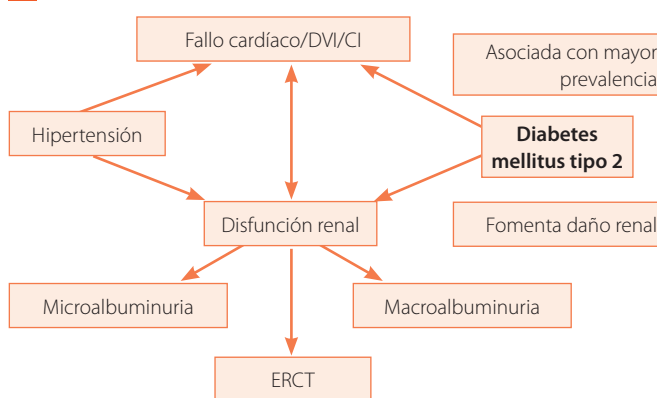 Fallo cardíaco/DVI/CI
Asociada con mayor
prevalencia
Hipertensión
Diabetes
mellitus tipo 2
Disfunción renal
Fomenta daño renal
Microalbuminuria
Macroalbuminuria
ERCT